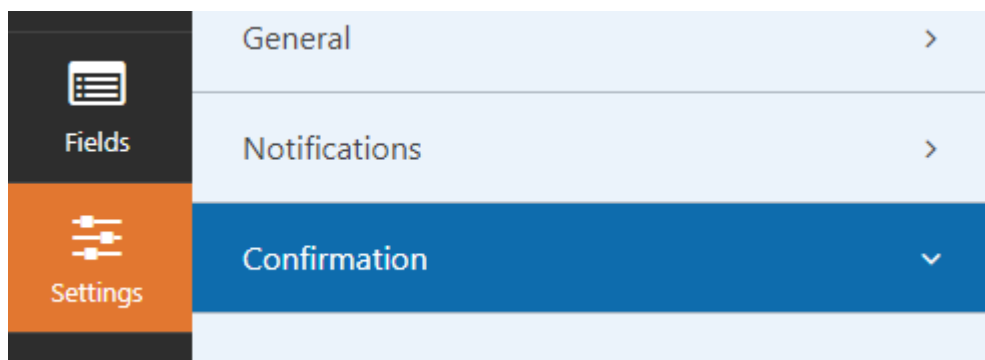 General
Fields
Notifications
Confirmation
Settings